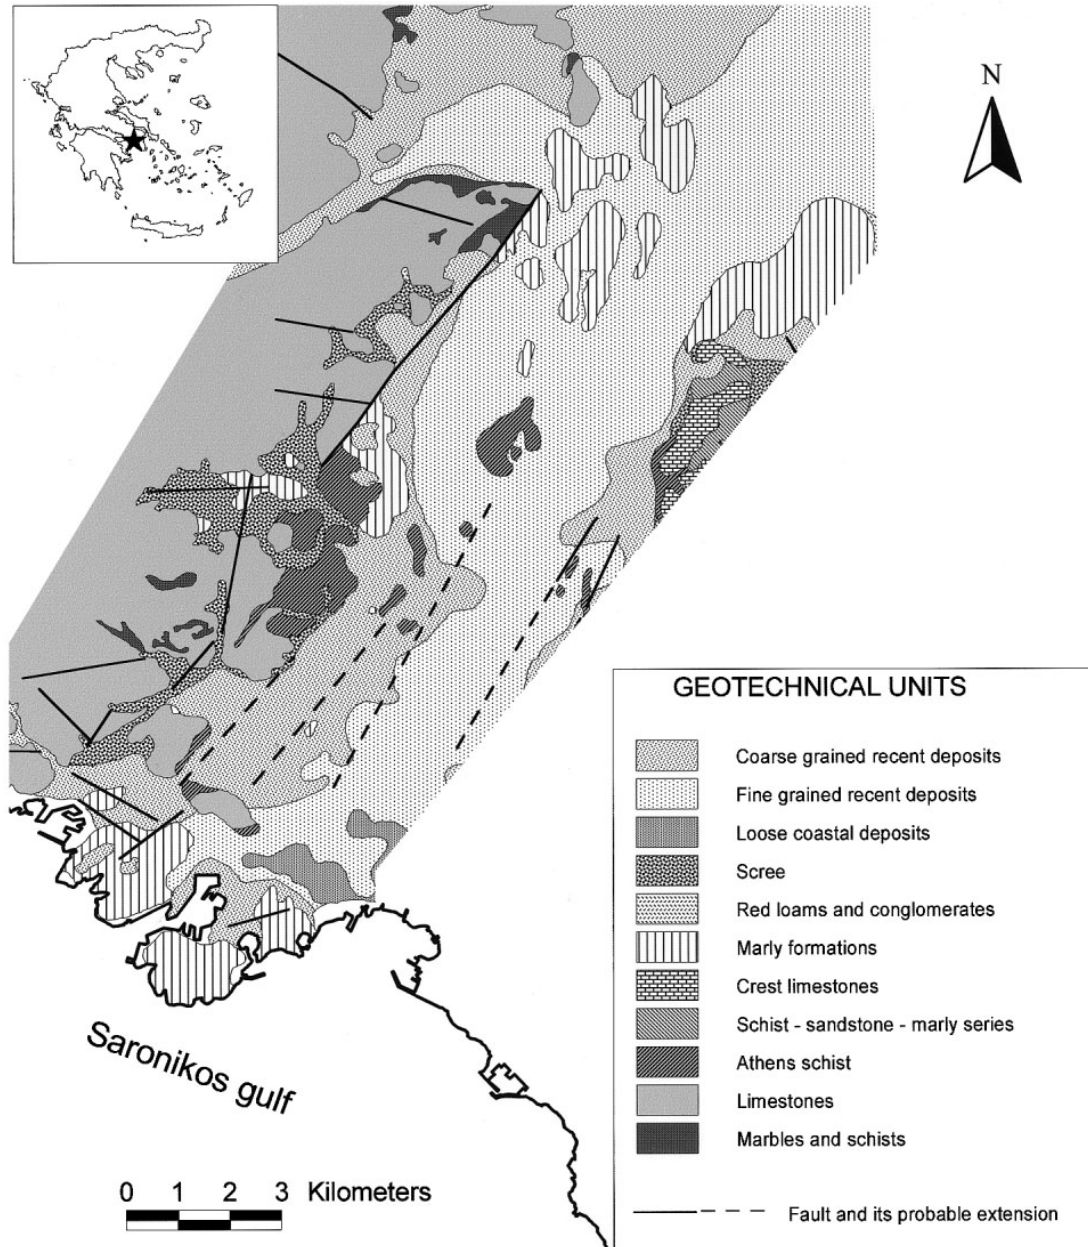 N
GEOTECHNICAL UNITS
Coarse grained recent deposits
Fine grained recent deposits
Loose coastal deposits
Scree
Red loams and conglomerates
Marly formations
Crest limestones
Schist - sandstone - marly series
Athens schist
Limestones
Marbles and schists
Fault and its probable extension
Saronikos gulf
0 1 2 3 Kilometers